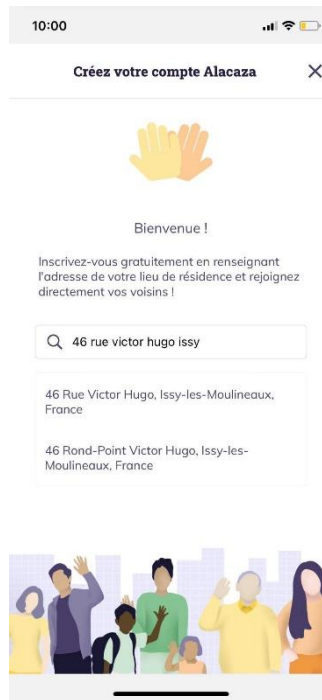 10:00
Créez votre compte Alacaza
Bienvenue !
Inscrivez-vous gratuitement en renseignant
l'adresse de votre lieu de résidence et rejoignez
directement vos voisins !
46 rue victor hugo issy
46 Rue Victor Hugo, Issy-les-Moulineaux,
France
46 Rond-Point Victor Hugo, Issy-les-
Moulineaux, France